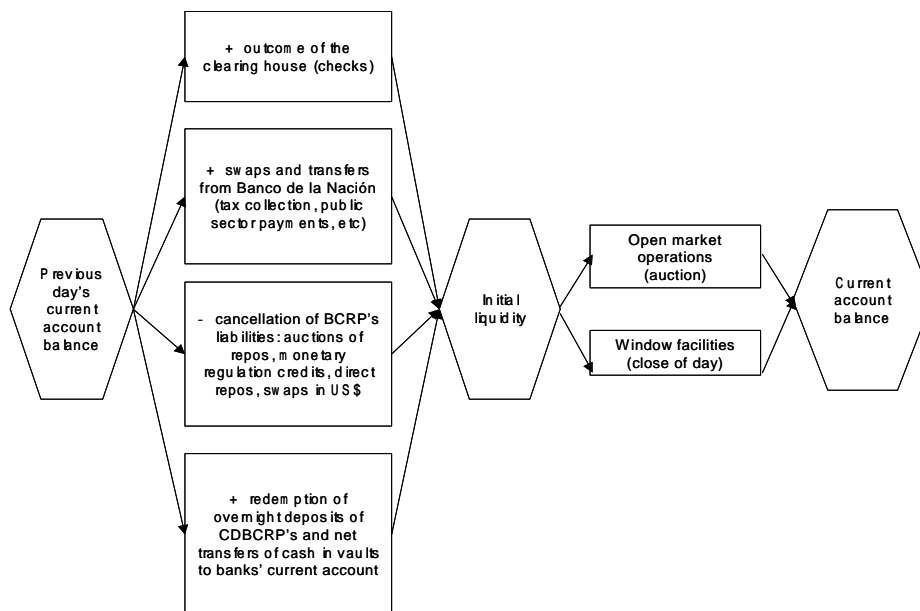 Previous
day's
current
account
balance
+ outcome of the
clearing house (checks)
+ swaps and transfers
from Banco de la Nación
(tax collection, public
sector payments, etc)
- cancellation of BCRP's
liabilities: auctions of
repos, monetary
regulation credits, direct
repos, swaps in US$
+ redemption of
overnight deposits of
CDBCRP's and net
transfers of cash in vaults
to banks' current account
Initial
liquidity
Open market
operations
(auction)
Window facilities
(close of day)
Current
account
balance